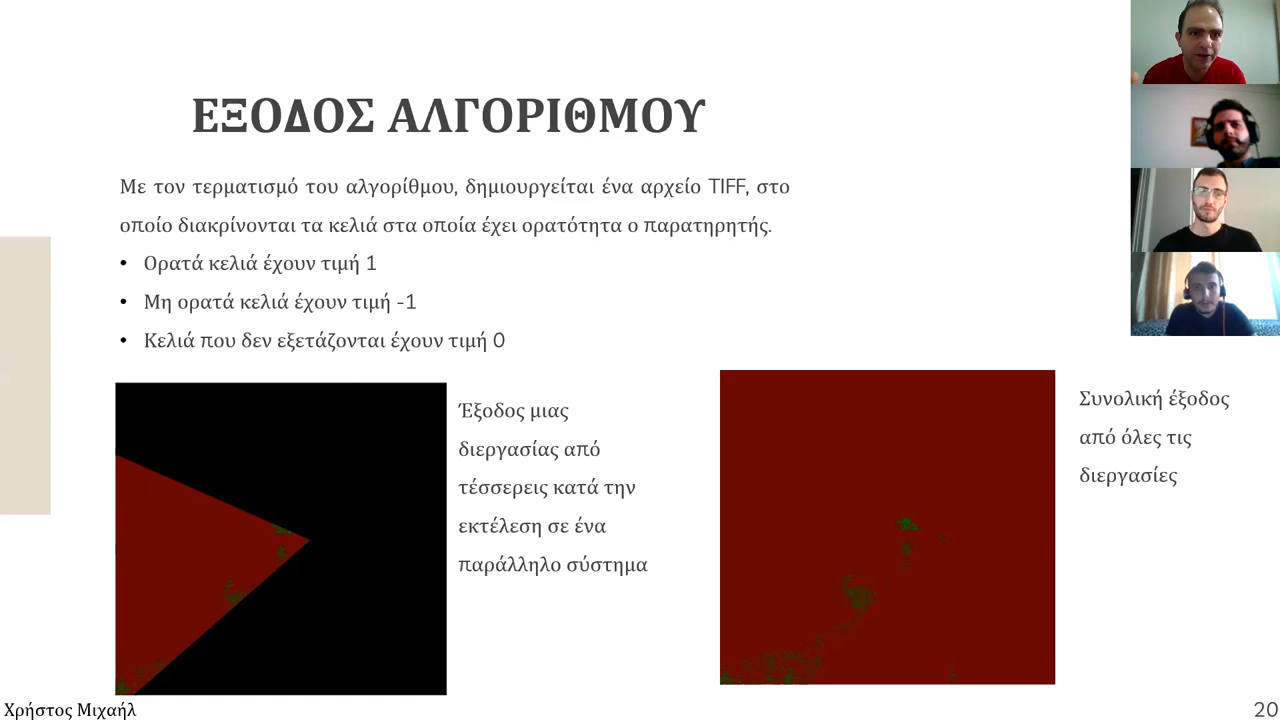 ΕΞΟΔΟΣ ΑΛΓΟΡΙΘΜΟΥ
Με τον τερματισμό του αλγορίθμου, δημιουργείται ένα αρχείο TIFF, στο
οποίο διακρίνονται τα κελιά στα οποία έχει ορατότητα ο παρατηρητής.
• Ορατά κελιά έχουν τιμή 1
• Μη ορατά κελιά έχουν τιμή -1
• Κελιά που δεν εξετάζονται έχουν τιμή 0
Έξοδος μιας
διεργασίας από
τέσσερεις κατά την
εκτέλεση σε ένα
παράλληλο σύστημα
Συνολική έξοδος
από όλες τις
διεργασίες
Χρήστος Μιχαήλ
20